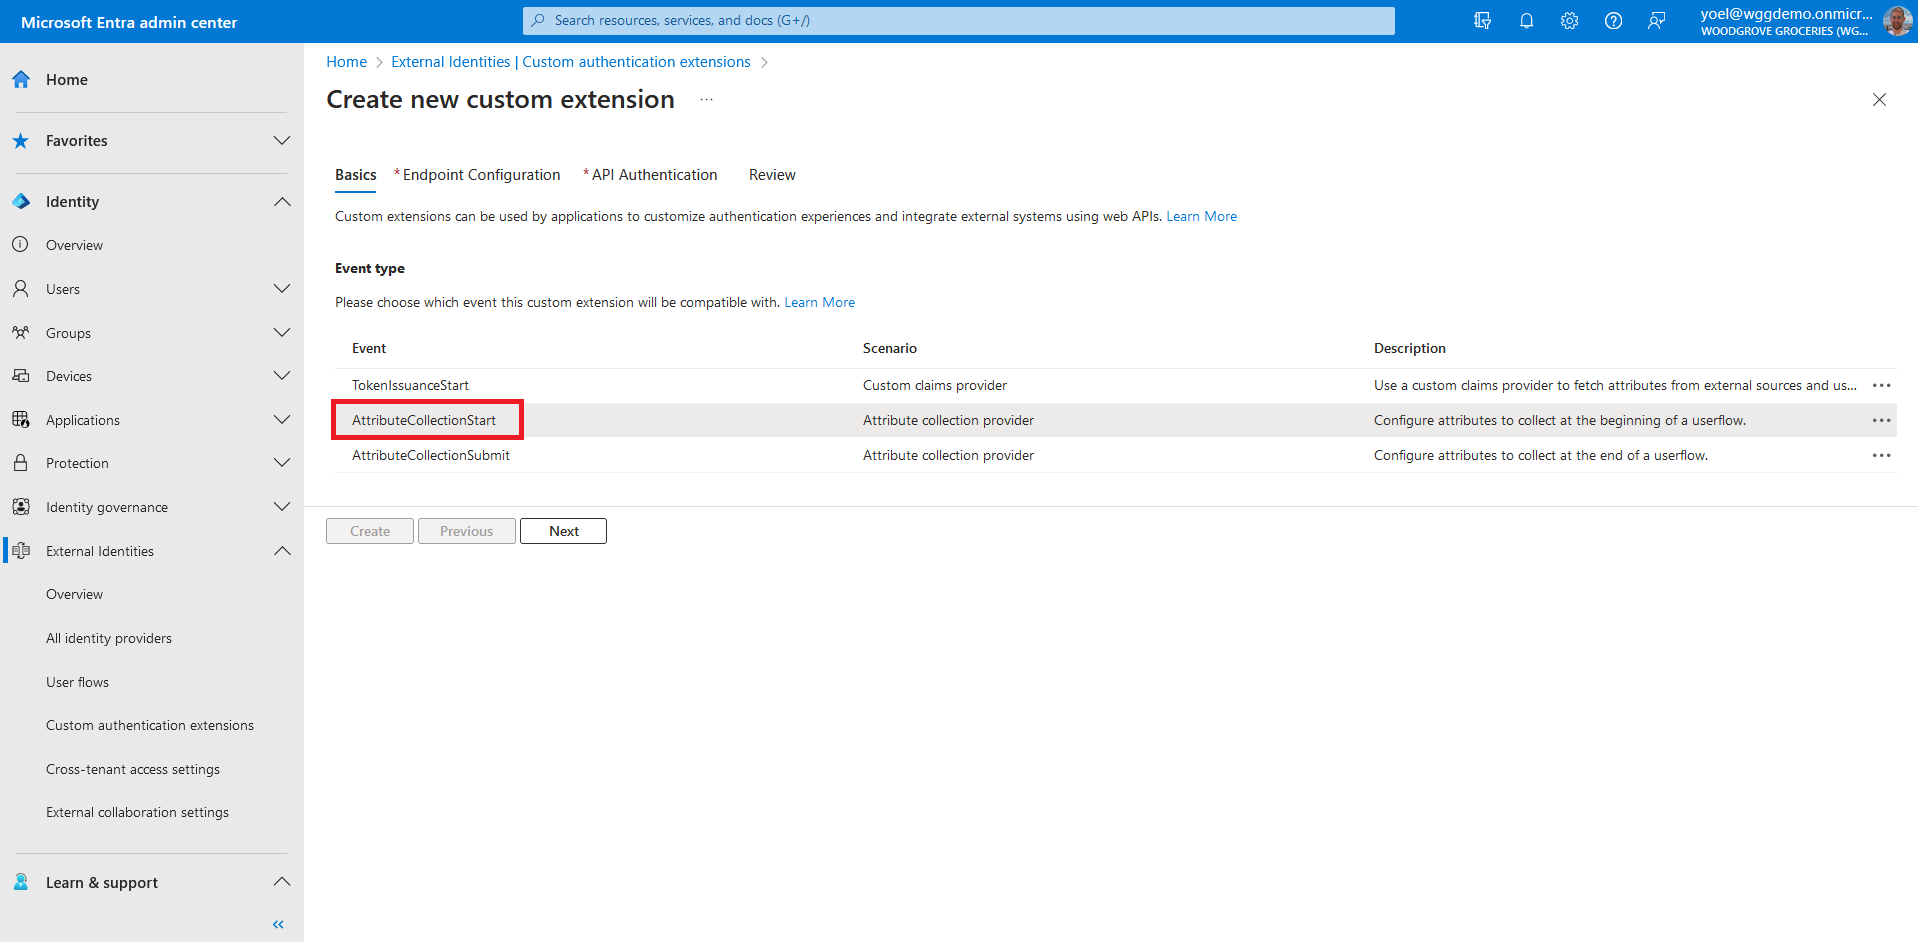 Microsoft Entra admin center
Search resources, services, and docs (G+/)
yoel@wggdemo.onmicr...
WOODGROVE GROCERIES (WG...
Home
Favorites
Identity
Overview
Users
Groups
Devices
Applications
Protection
Identity governance
External Identities
Overview
All identity providers
User flows
Custom authentication extensions
Cross-tenant access settings
External collaboration settings
Learn & support
Home > External Identities | Custom authentication extensions >
Create new custom extension ...
Basics * Endpoint Configuration * API Authentication Review
Custom extensions can be used by applications to customize authentication experiences and integrate external systems using web APIs. Learn More
Event type
Please choose which event this custom extension will be compatible with. Learn More
Event Scenario Description
TokenIssuanceStart Custom claims provider Use a custom claims provider to fetch attributes from external sources and us...
AttributeCollectionStart Attribute collection provider Configure attributes to collect at the beginning of a userflow.
AttributeCollectionSubmit Attribute collection provider Configure attributes to collect at the end of a userflow.
Create Previous Next